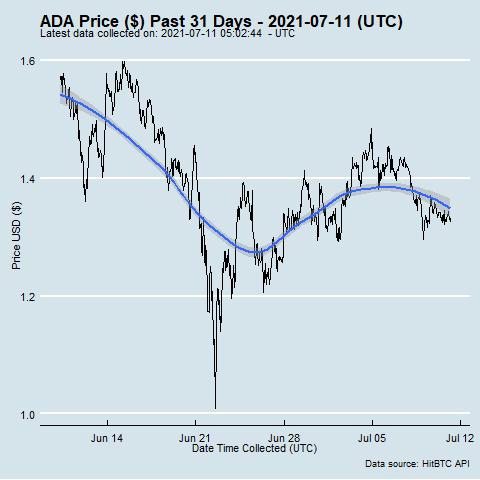 ADA Price ($) Past 31 Days - 2021-07-11 (UTC)
Latest data collected on: 2021-07-11 05:02:44 - UTC
1.6
1.4
1.2
1.0
Price USD ($)
Jun 14 Jun 21 Jun 28 Jul 05 Jul 12
Date Time Collected (UTC)
Data source: HitBTC API